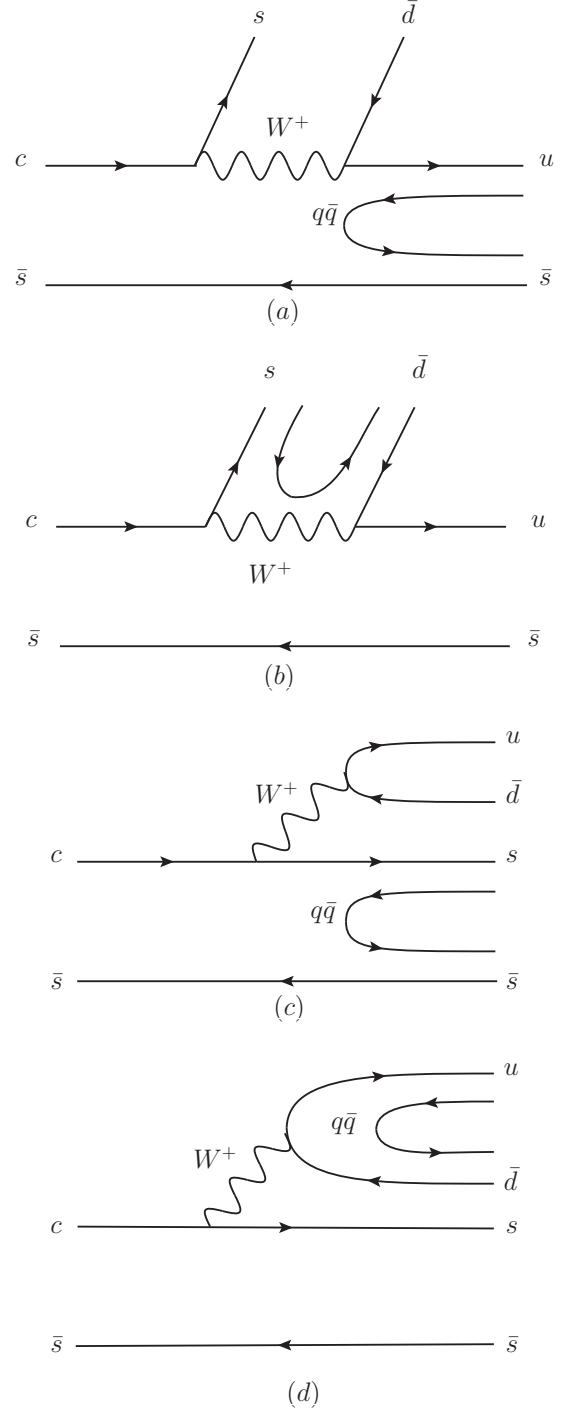 s d̄
W⁺
c u
qq̄
s̄ s̄
(a)
s d̄
c u
W⁺
s̄ s̄
(b)
u
W⁺ d̄
c s
qq̄
s̄ s̄
(c)
u
qq̄
W⁺ d̄
c s
s̄ s̄
(d)